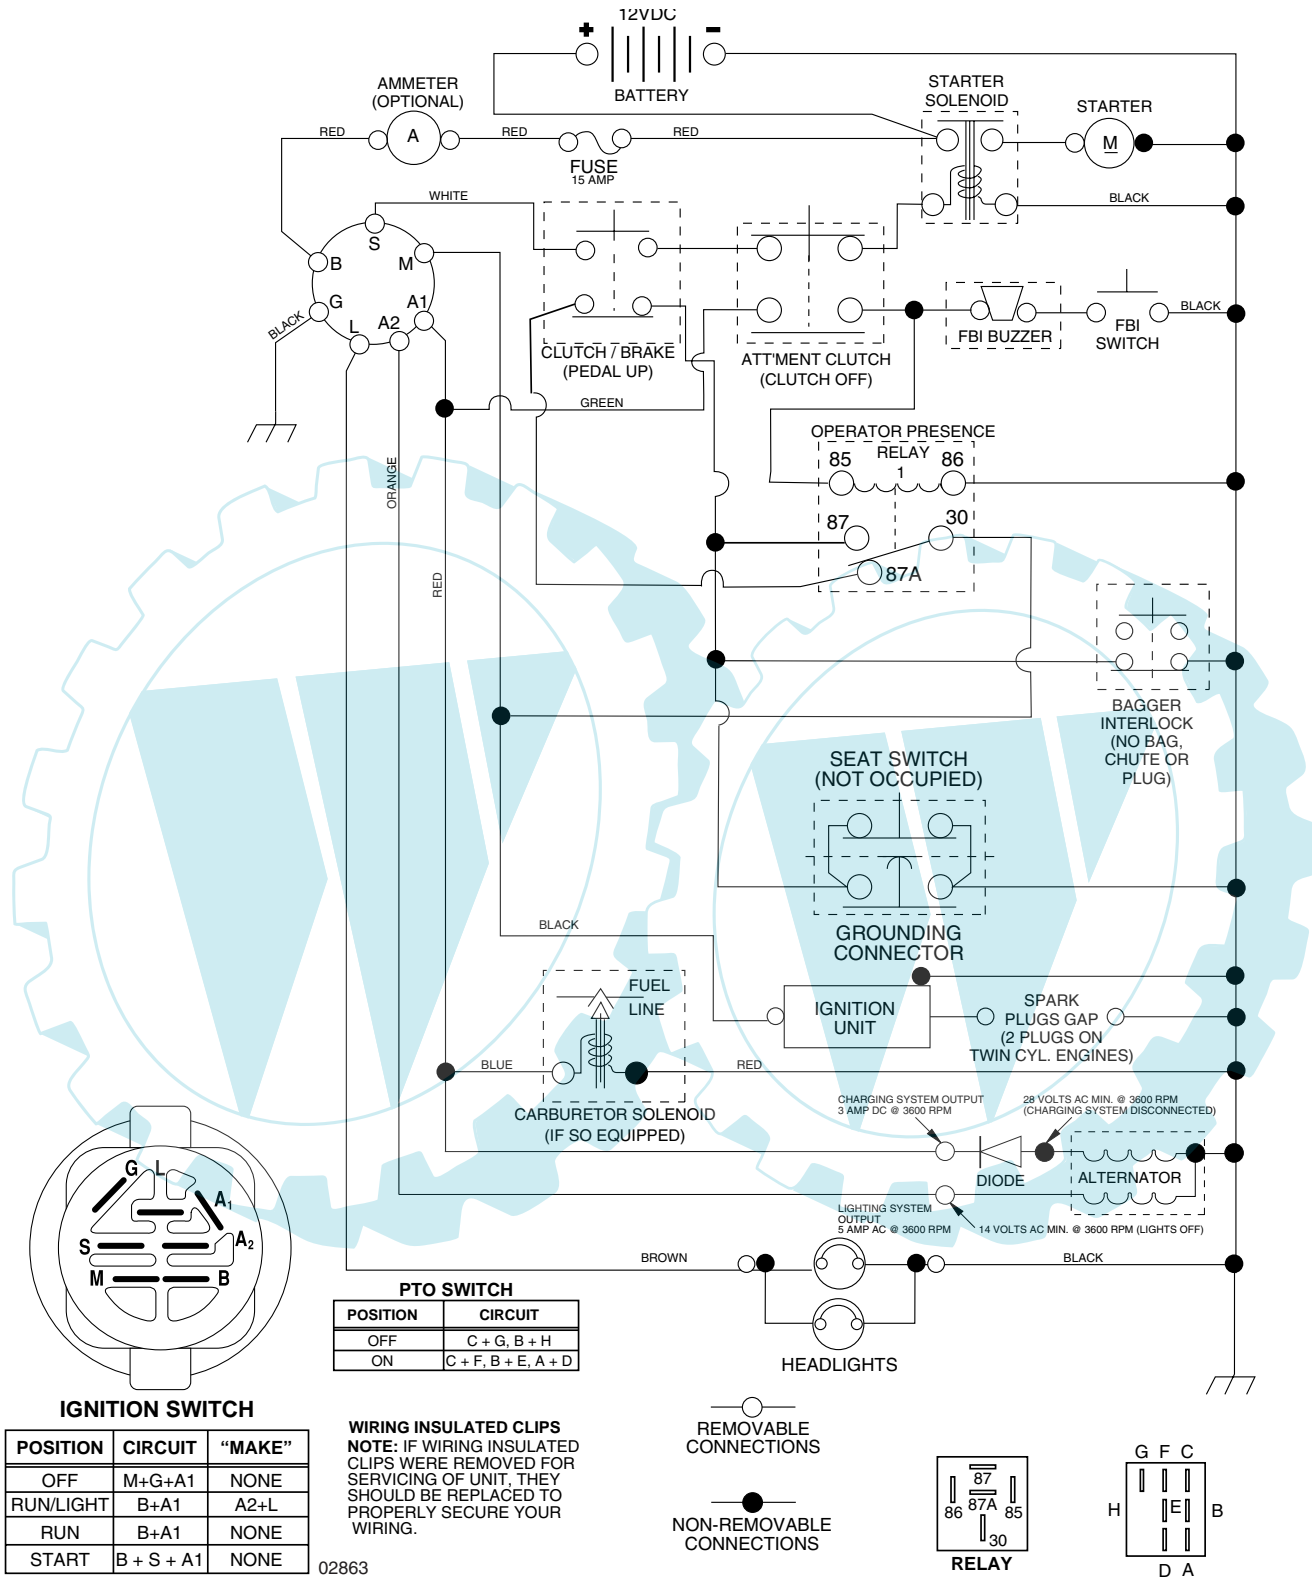 12VDC
+
-
BATTERY
AMMETER
(OPTIONAL)
STARTER
SOLENOID
STARTER
RED
A
RED
RED
M
FUSE
15 AMP
WHITE
BLACK
S
B
M
G
A1
L
A2
BLACK
BLACK
CLUTCH / BRAKE
(PEDAL UP)
ATT'MENT CLUTCH
(CLUTCH OFF)
FBI BUZZER
FBI
SWITCH
GREEN
OPERATOR PRESENCE
RELAY
1
85
86
87
30
87A
ORANGE
RED
BAGGER
INTERLOCK
(NO BAG,
CHUTE OR
PLUG)
SEAT SWITCH
(NOT OCCUPIED)
BLACK
GROUNDING
CONNECTOR
FUEL
LINE
IGNITION
UNIT
SPARK
PLUGS GAP
(2 PLUGS ON
TWIN CYL. ENGINES)
BLUE
RED
CARBURETOR SOLENOID
(IF SO EQUIPPED)
CHARGING SYSTEM OUTPUT
3 AMP DC @ 3600 RPM
28 VOLTS AC MIN. @ 3600 RPM
(CHARGING SYSTEM DISCONNECTED)
DIODE
ALTERNATOR
LIGHTING SYSTEM
OUTPUT
5 AMP AC @ 3600 RPM
14 VOLTS AC MIN. @ 3600 RPM (LIGHTS OFF)
G
L
A1
S
A2
M
B
BROWN
BLACK
HEADLIGHTS
PTO SWITCH
POSITION CIRCUIT
OFF C + G, B + H
ON C + F, B + E, A + D
IGNITION SWITCH
POSITION CIRCUIT “MAKE”
OFF M+G+A1 NONE
RUN/LIGHT B+A1 A2+L
RUN B+A1 NONE
START B + S + A1 NONE
02863
WIRING INSULATED CLIPS
NOTE: IF WIRING INSULATED
CLIPS WERE REMOVED FOR
SERVICING OF UNIT, THEY
SHOULD BE REPLACED TO
PROPERLY SECURE YOUR
WIRING.
REMOVABLE
CONNECTIONS
NON-REMOVABLE
CONNECTIONS
87
86
87A
85
30
RELAY
G F C
H
E
B
D A